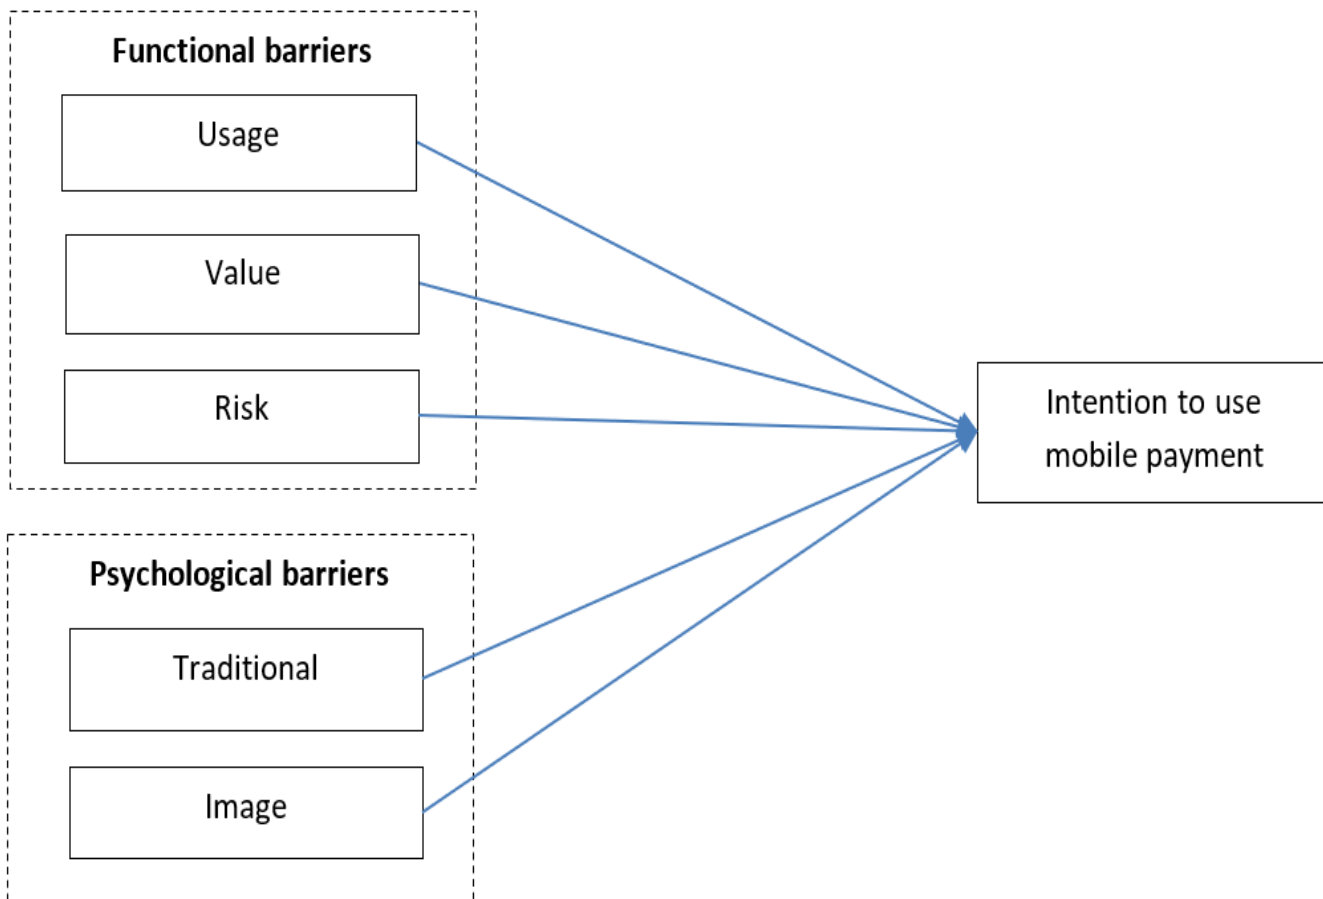 Functional barriers
Usage
Value
Risk
Psychological barriers
Traditional
Image
Intention to use
mobile payment